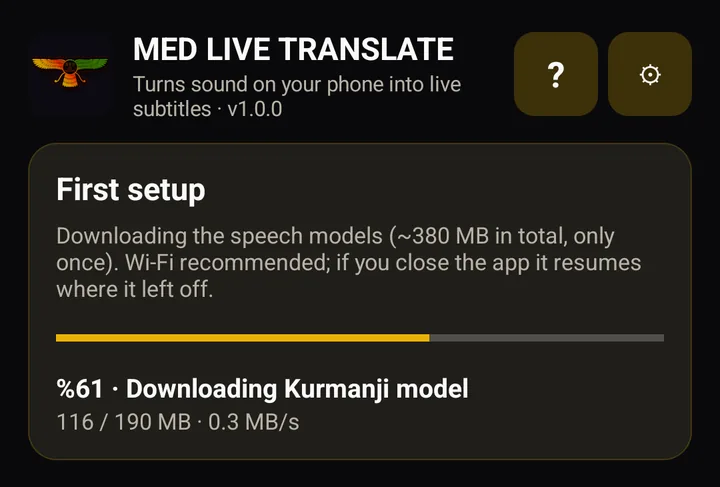 MED LIVE TRANSLATE
Turns sound on your phone into live
subtitles · v1.0.0
?
First setup
Downloading the speech models (~380 MB in total, only
once). Wi-Fi recommended; if you close the app it resumes
where it left off.
%61 · Downloading Kurmanji model
116 / 190 MB · 0.3 MB/s